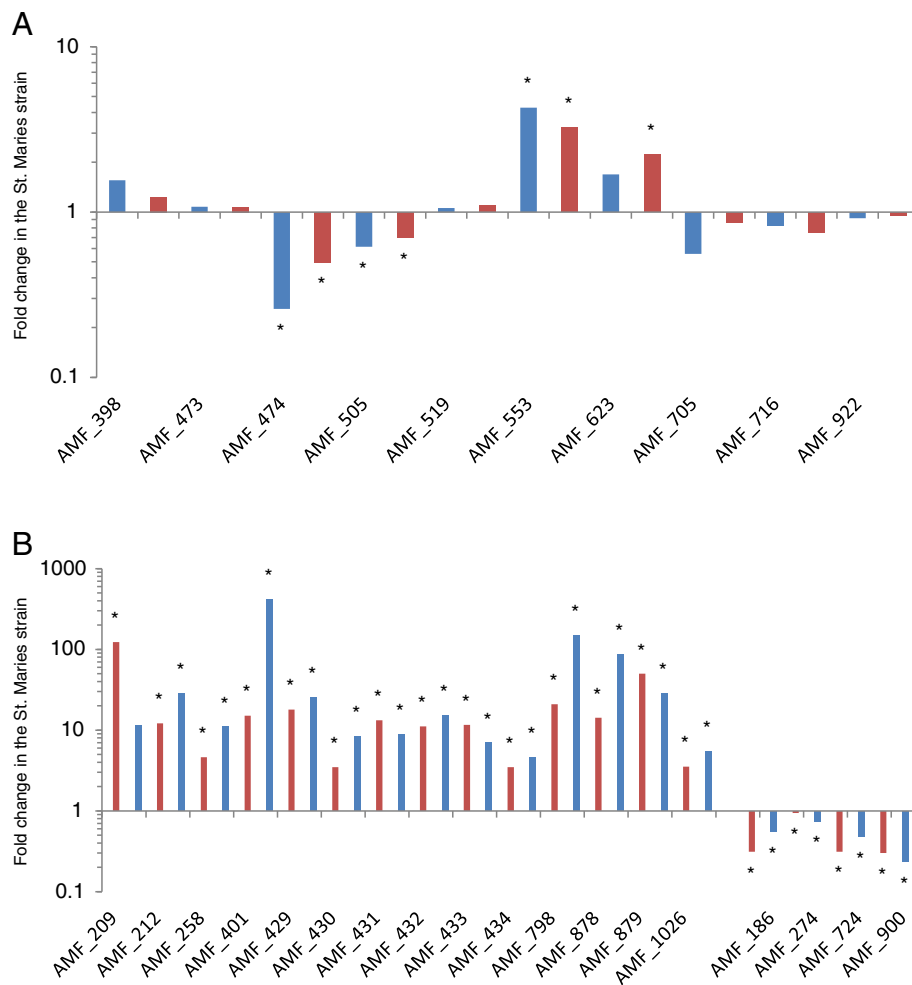 A
Fold change in the St. Maries strain
10
1
0.1
* * * * * * *
AMF_398 AMF_473 AMF_474 AMF_505 AMF_519 AMF_553 AMF_623 AMF_705 AMF_716 AMF_922
B
Fold change in the St. Maries strain
1000
100
10
1
0.1
* * * * * * * * * * * * * * * * * * * * * * * * * * * * * * * * * * *
AMF_209 AMF_212 AMF_258 AMF_401 AMF_429 AMF_430 AMF_431 AMF_432 AMF_433 AMF_434 AMF_798 AMF_878 AMF_879 AMF_1026 AMF_186 AMF_274 AMF_724 AMF_900